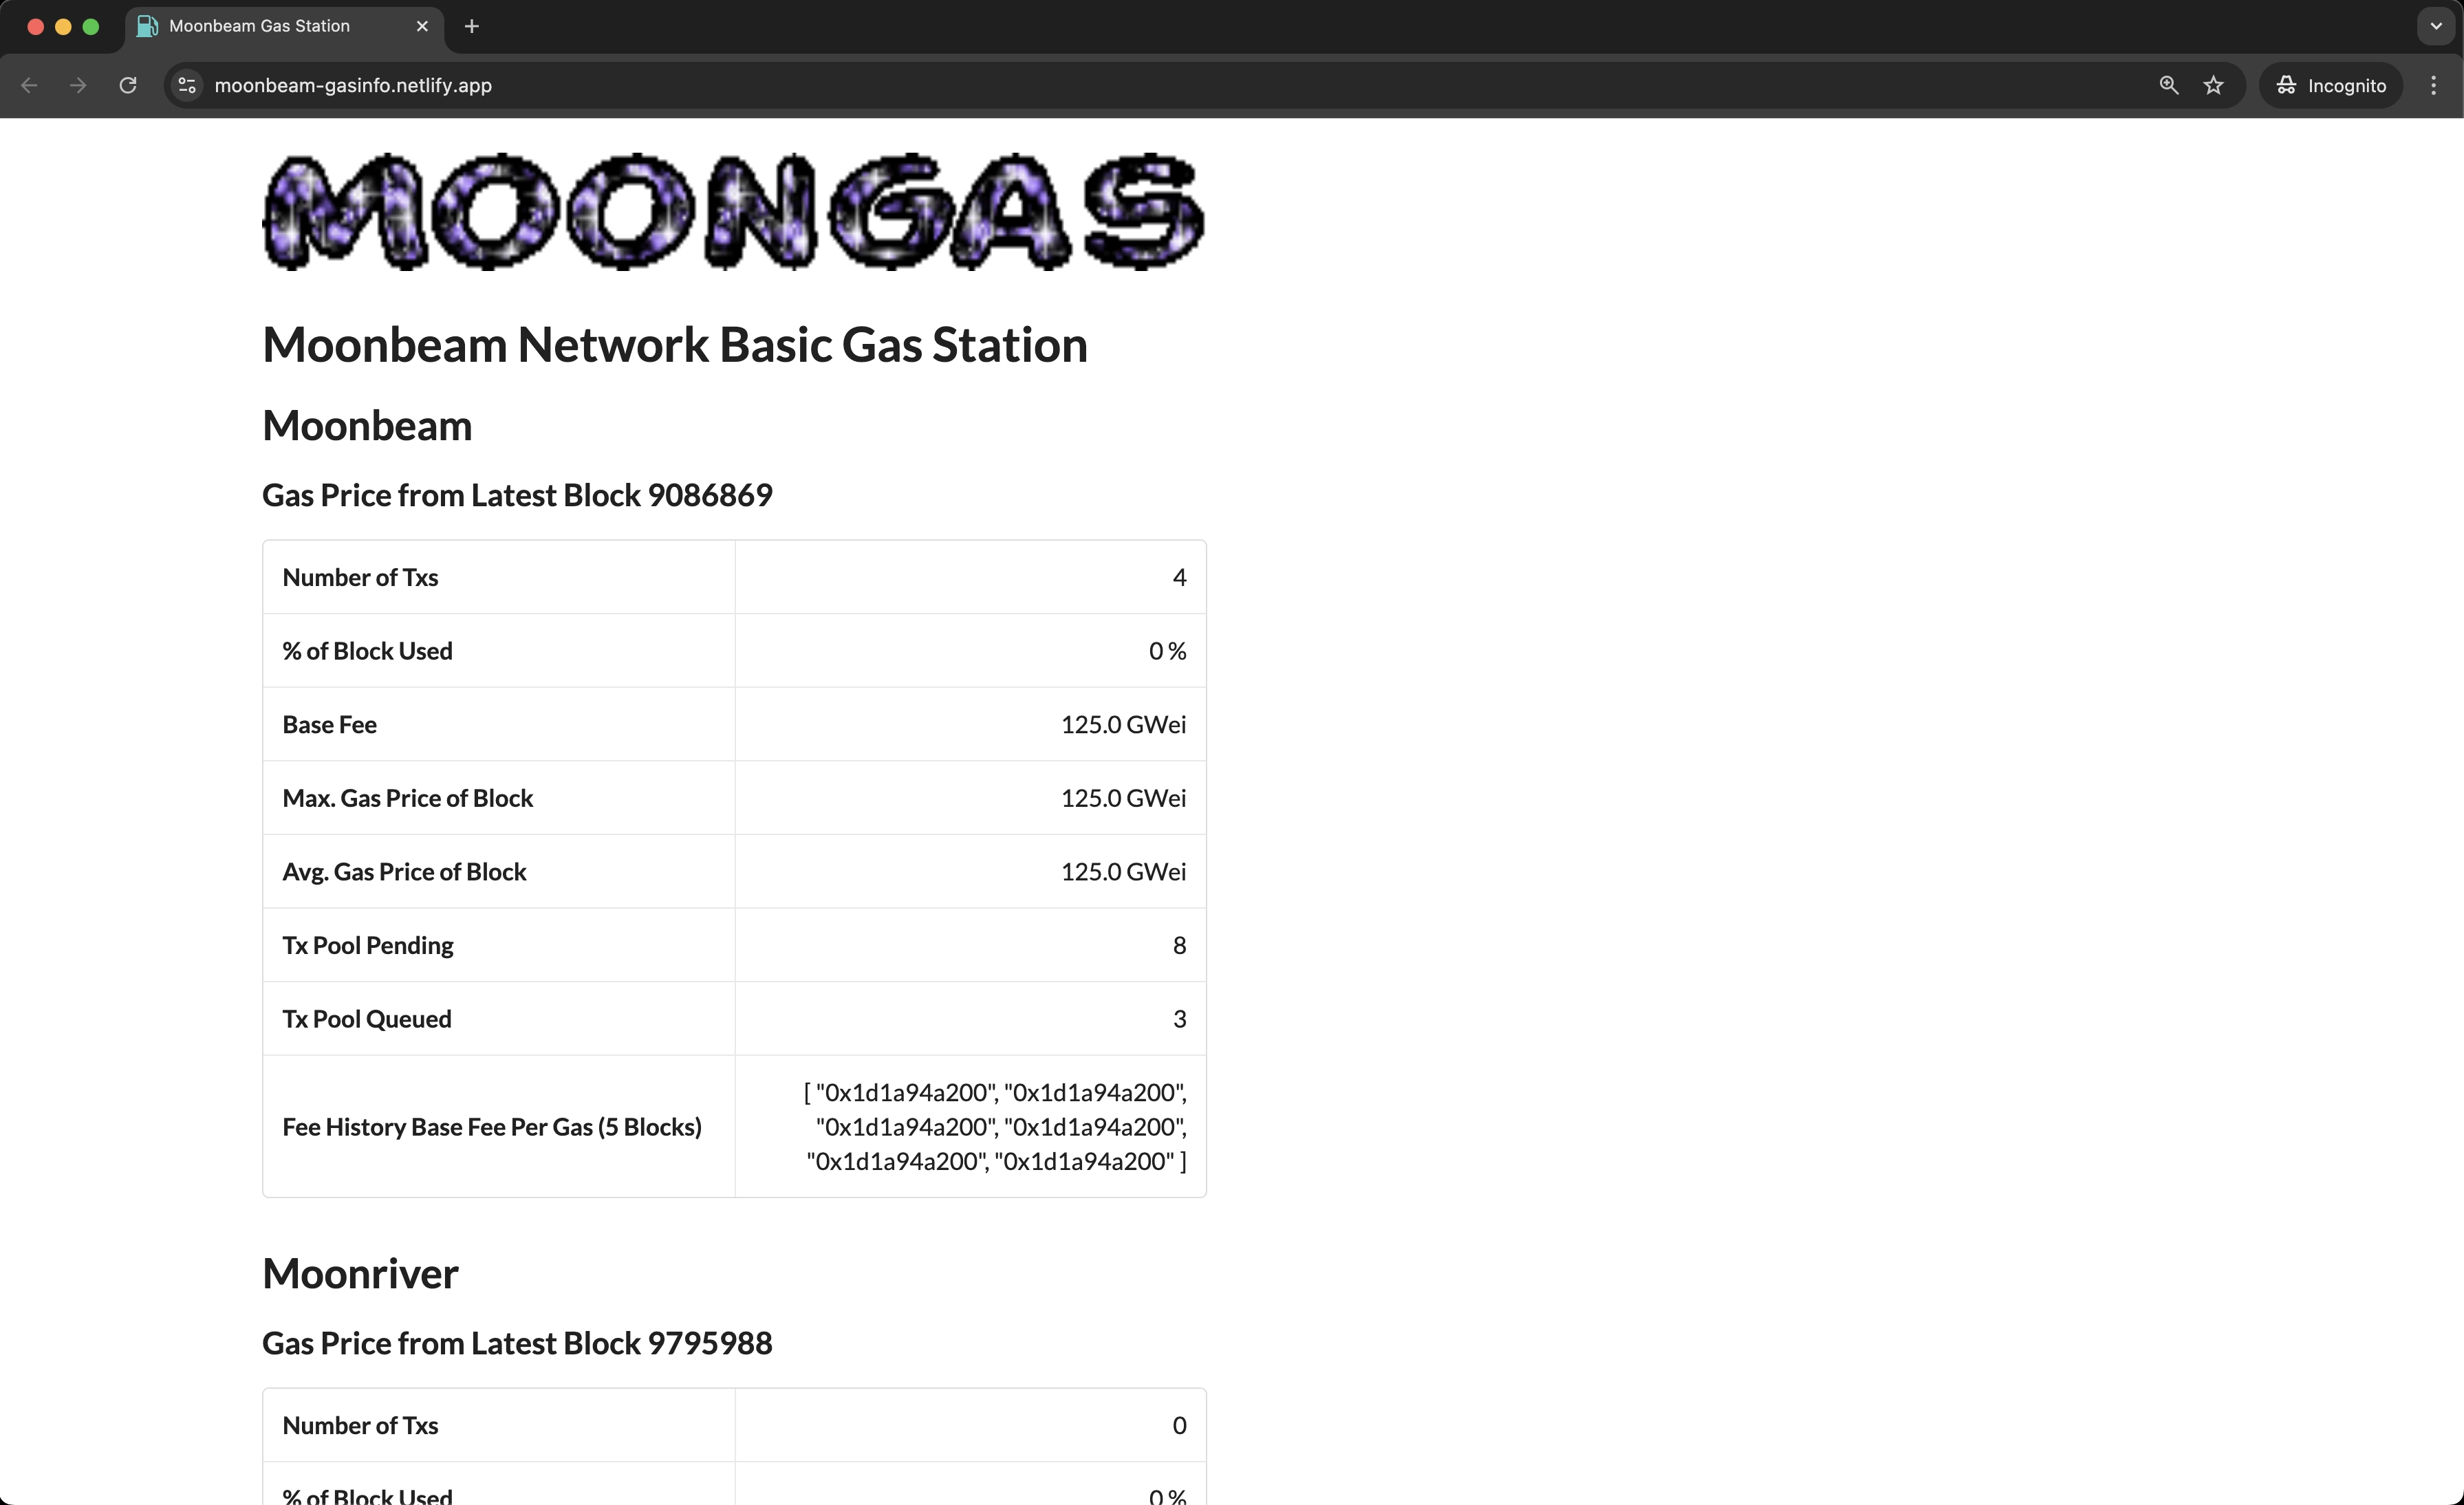 Moonbeam Gas Station
moonbeam-gasinfo.netlify.app
Incognito
MOONGAS
Moonbeam Network Basic Gas Station
Moonbeam
Gas Price from Latest Block 9086869
Number of Txs 4
% of Block Used 0 %
Base Fee 125.0 GWei
Max. Gas Price of Block 125.0 GWei
Avg. Gas Price of Block 125.0 GWei
Tx Pool Pending 8
Tx Pool Queued 3
Fee History Base Fee Per Gas (5 Blocks)
[ "0x1d1a94a200", "0x1d1a94a200",
"0x1d1a94a200", "0x1d1a94a200",
"0x1d1a94a200", "0x1d1a94a200" ]
Moonriver
Gas Price from Latest Block 9795988
Number of Txs 0
% of Block Used 0 %